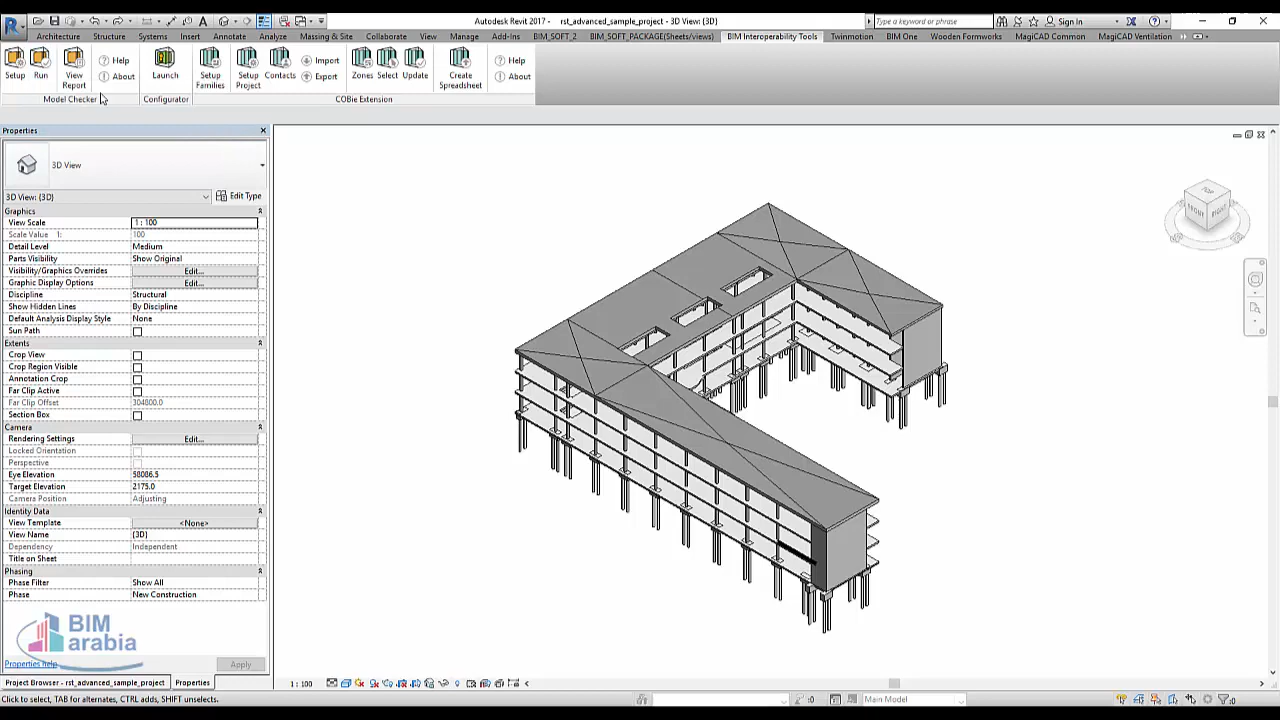 Autodesk Revit 2017 - rst_advanced_sample_project - 3D View: {3D}
Type a keyword or phrase
Sign In
Architecture Structure Systems Insert Annotate Analyze Massing & Site Collaborate View Manage Add-Ins BIM_SOFT_2 BIM_SOFT_PACKAGE(Sheets/views) BIM Interoperability Tools Twinmotion BIM One Wooden Formworks MagiCAD Common MagiCAD Ventilation
Setup Run View Report Help About Launch Setup Families Setup Project Contacts Import Export Zones Select Update Create Spreadsheet Help About
Model Checker Configurator COBie Extension
Properties
3D View
3D View: {3D} Edit Type
Graphics
View Scale 1 : 100
Scale Value 1: 100
Detail Level Medium
Parts Visibility Show Original
Visibility/Graphics Overrides Edit...
Graphic Display Options Edit...
Discipline Structural
Show Hidden Lines By Discipline
Default Analysis Display Style None
Sun Path
Extents
Crop View
Crop Region Visible
Annotation Crop
Far Clip Active
Far Clip Offset 304800.0
Section Box
Camera
Rendering Settings Edit...
Locked Orientation
Perspective
Eye Elevation 58086.5
Target Elevation 2175.0
Camera Position Adjusting
Identity Data
View Template <None>
View Name {3D}
Dependency Independent
Title on Sheet
Phasing
Phase Filter Show All
Phase New Construction
BIM
arabia
Properties help Apply
Project Browser - rst_advanced_sample_project Properties
1 : 100
Click to select, TAB for alternates, CTRL adds, SHIFT unselects.
:0
Main Model
:0
TOP
FRONT RIGHT